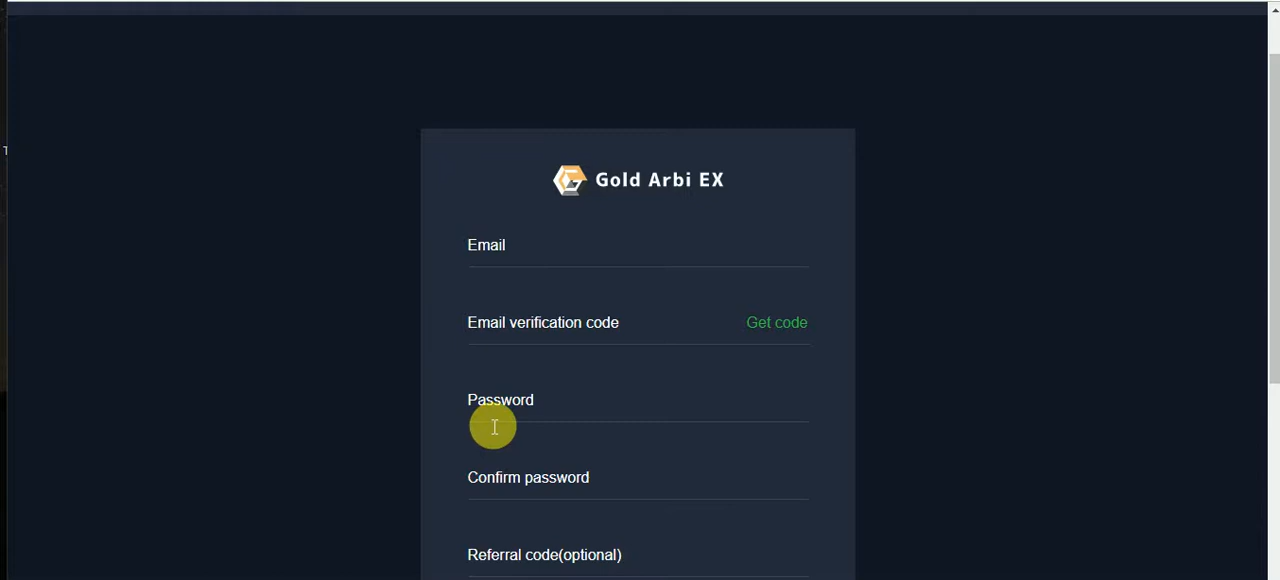 Gold Arbi EX
Email
Email verification code Get code
Password
Confirm password
Referral code(optional)